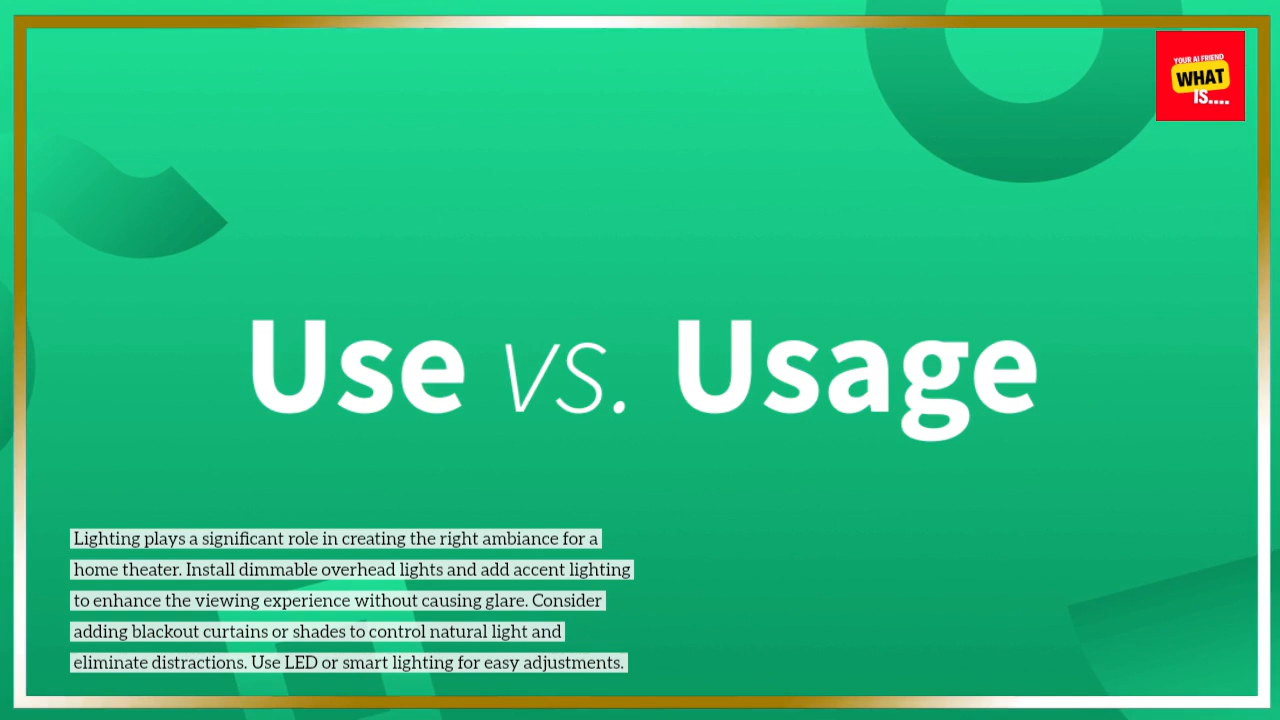 YOUR AI FRIEND
WHAT
IS....
Use vs. Usage
Lighting plays a significant role in creating the right ambiance for a
home theater. Install dimmable overhead lights and add accent lighting
to enhance the viewing experience without causing glare. Consider
adding blackout curtains or shades to control natural light and
eliminate distractions. Use LED or smart lighting for easy adjustments.